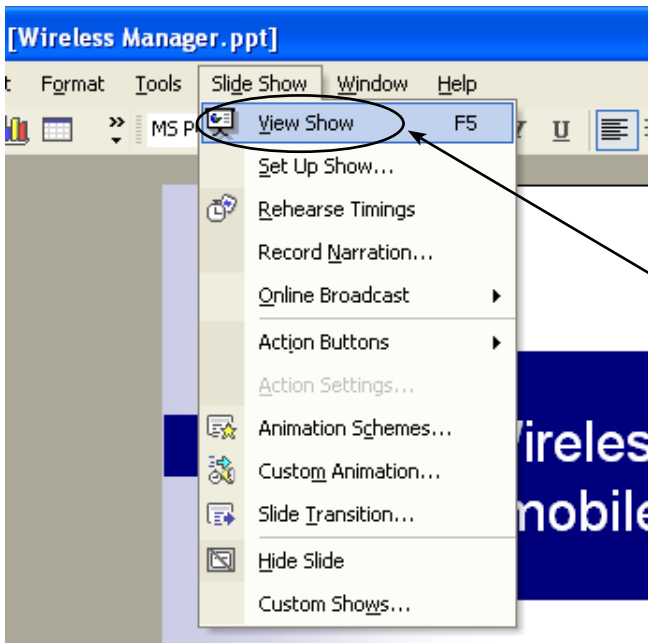 [Wireless Manager.ppt]
t Format Tools Slide Show Window Help
MS P U
View Show F5
Set Up Show...
Rehearse Timings
Record Narration...
Online Broadcast
Action Buttons
Action Settings...
Animation Schemes...
Custom Animation...
Slide Transition...
Hide Slide
Custom Shows...
ireles
mobile